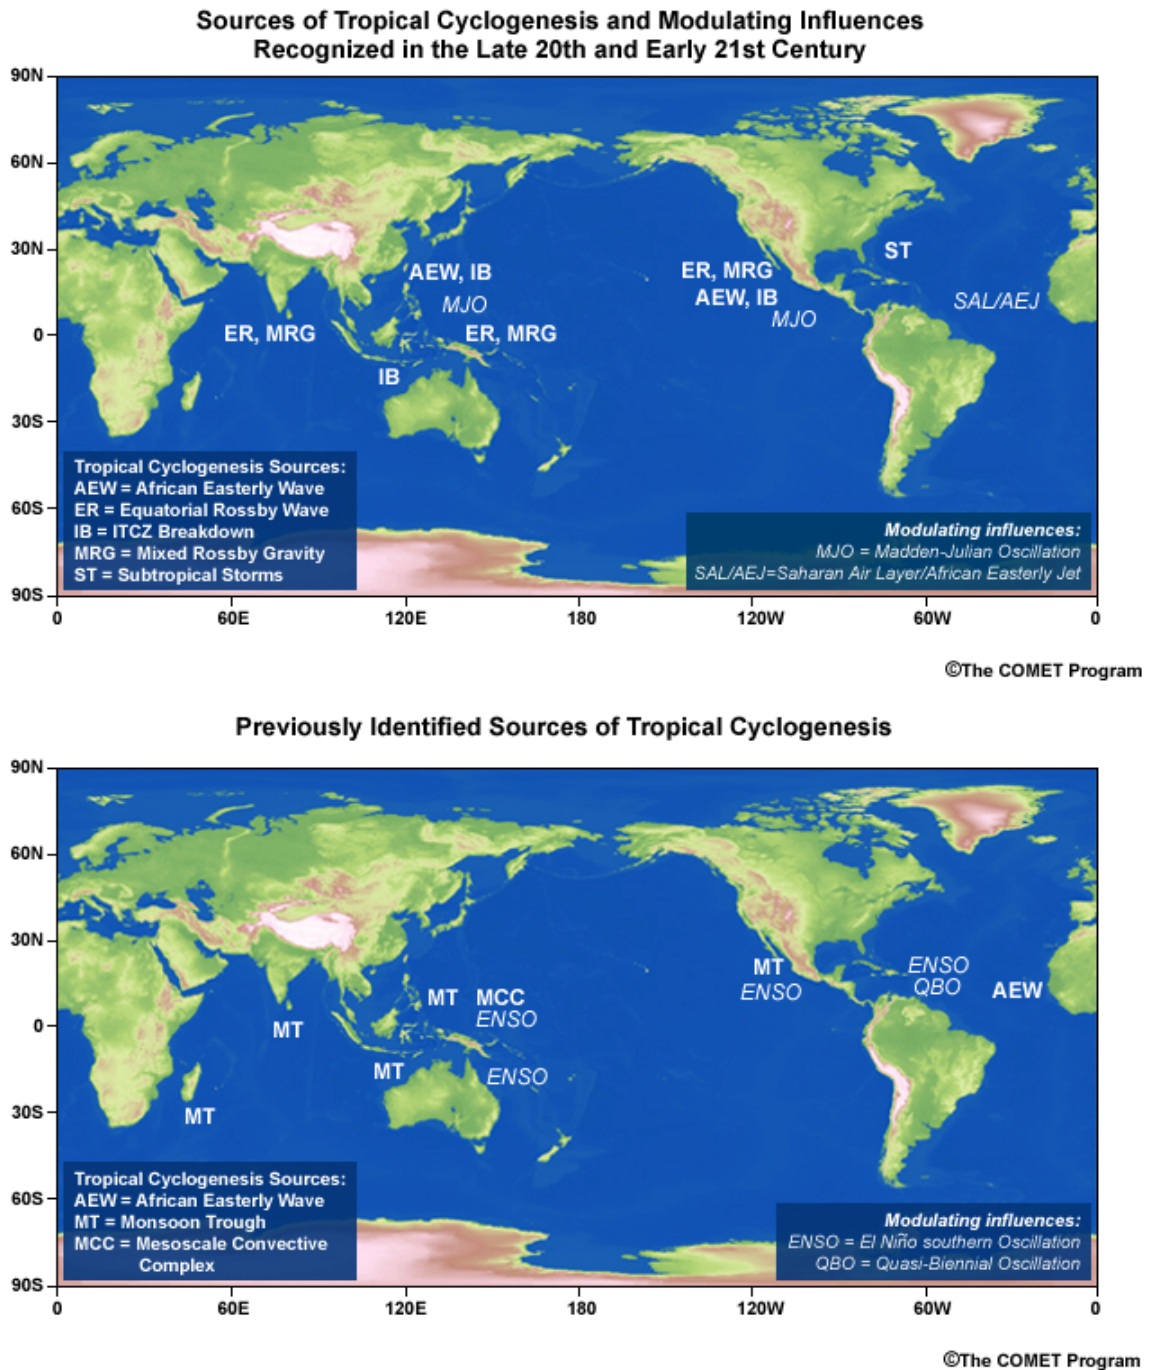 Sources of Tropical Cyclogenesis and Modulating Influences
Recognized in the Late 20th and Early 21st Century
90N
60N
30N
0
30S
60S
90S
ST
AEW, IB
ER, MRG
MJO
AEW, IB
SAL/AEJ
MJO
ER, MRG
ER, MRG
IB
Tropical Cyclogenesis Sources:
AEW = African Easterly Wave
ER = Equatorial Rossby Wave
IB = ITCZ Breakdown
MRG = Mixed Rossby Gravity
ST = Subtropical Storms
Modulating influences:
MJO = Madden-Julian Oscillation
SAL/AEJ=Saharan Air Layer/African Easterly Jet
0 60E 120E 180 120W 60W 0
©The COMET Program
Previously Identified Sources of Tropical Cyclogenesis
90N
60N
30N
0
30S
60S
90S
MT
ENSO
ENSO
QBO
AEW
MT MCC
ENSO
MT
MT
ENSO
MT
Tropical Cyclogenesis Sources:
AEW = African Easterly Wave
MT = Monsoon Trough
MCC = Mesoscale Convective
Complex
Modulating influences:
ENSO = El Niño southern Oscillation
QBO = Quasi-Biennial Oscillation
0 60E 120E 180 120W 60W 0
©The COMET Program